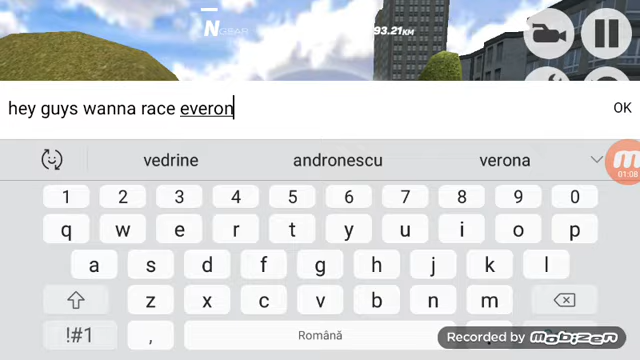 N GEAR
93.21KM
hey guys wanna race everon
OK
vedrine andronescu verona
1 2 3 4 5 6 7 8 9 0
q w e r t y u i o p
01:08
a s d f g h j k l
z x c v b n m
!#1 , Română
Recorded by mobizen